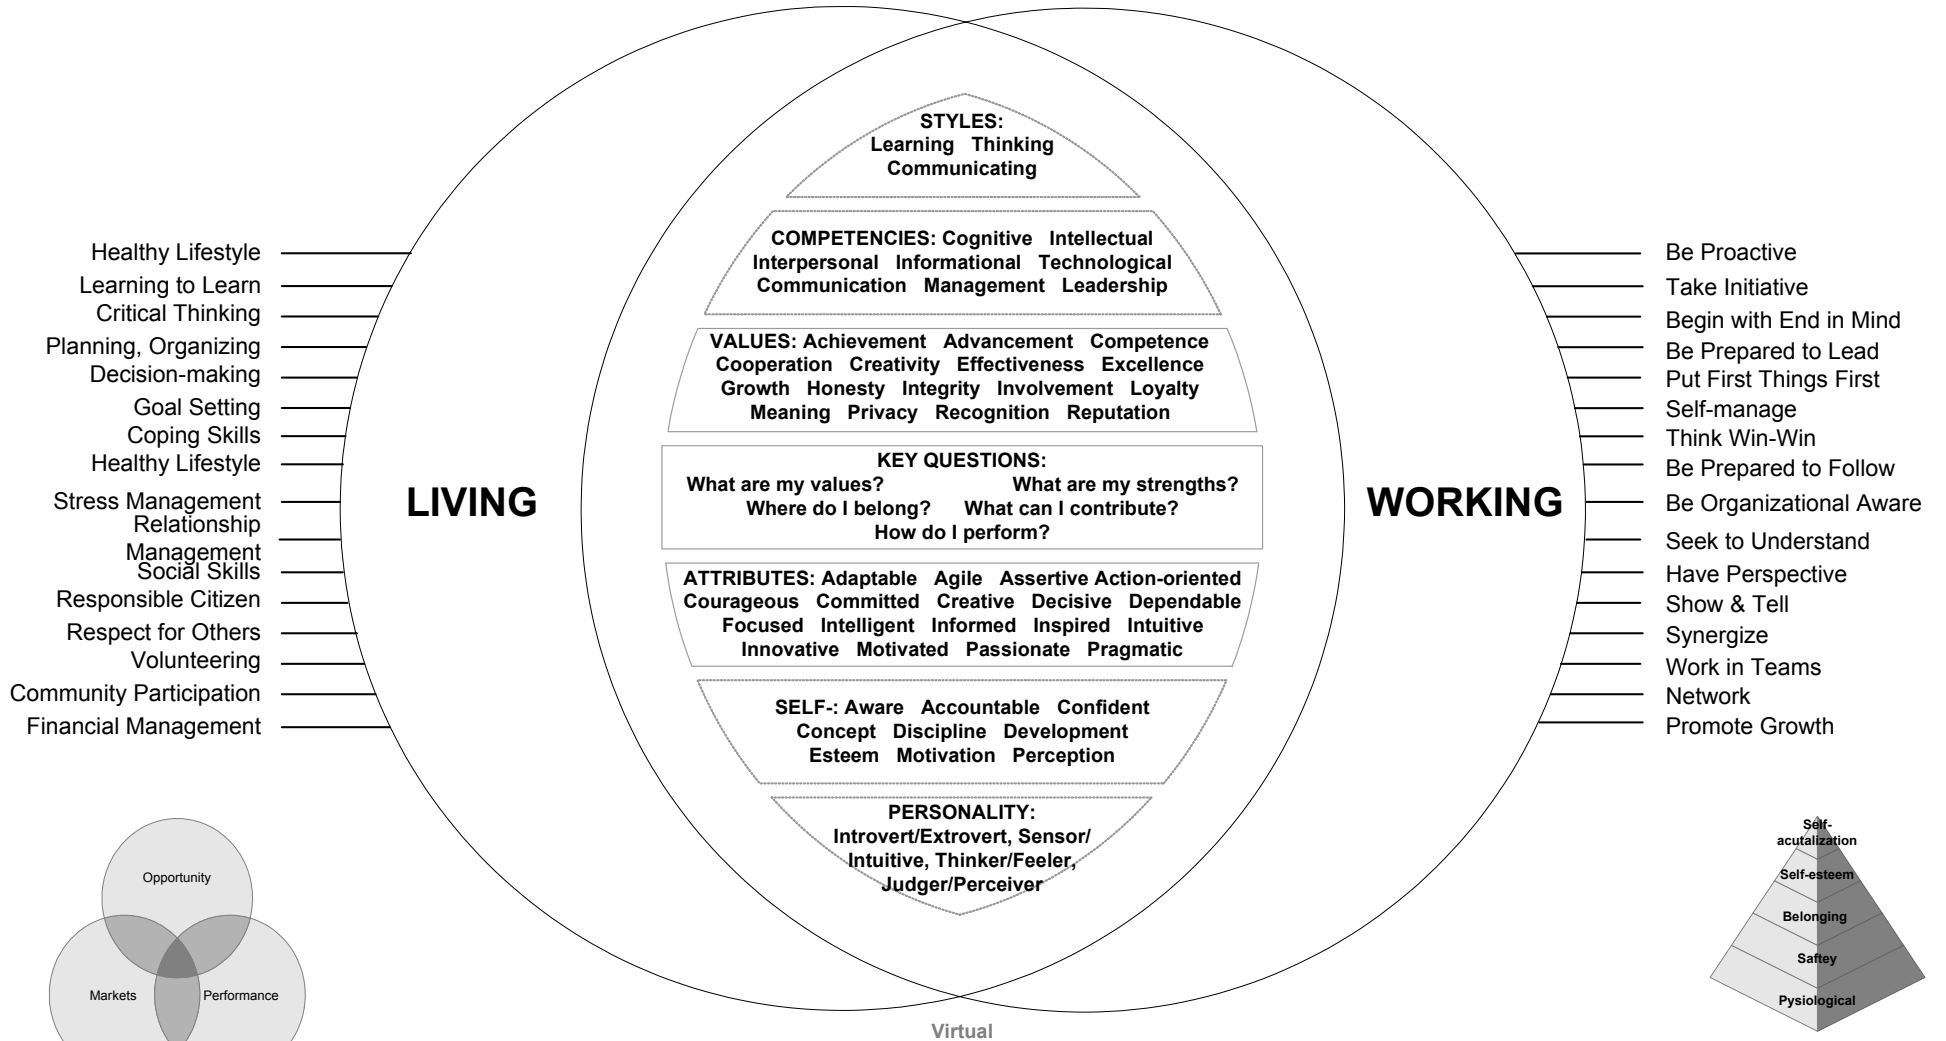 STYLES:
Learning Thinking
Communicating
COMPETENCIES: Cognitive Intellectual
Interpersonal Informational Technological
Communication Management Leadership
VALUES: Achievement Advancement Competence
Cooperation Creativity Effectiveness Excellence
Growth Honesty Integrity Involvement Loyalty
Meaning Privacy Recognition Reputation
KEY QUESTIONS:
What are my values? What are my strengths?
Where do I belong? What can I contribute?
How do I perform?
ATTRIBUTES: Adaptable Agile Assertive Action-oriented
Courageous Committed Creative Decisive Dependable
Focused Intelligent Informed Inspired Intuitive
Innovative Motivated Passionate Pragmatic
SELF-: Aware Accountable Confident
Concept Discipline Development
Esteem Motivation Perception
PERSONALITY:
Introvert/Extrovert, Sensor/
Intuitive, Thinker/Feeler,
Judger/Perceiver
LIVING
Healthy Lifestyle
Learning to Learn
Critical Thinking
Planning, Organizing
Decision-making
Goal Setting
Coping Skills
Healthy Lifestyle
Stress Management
Relationship
Management
Social Skills
Responsible Citizen
Respect for Others
Volunteering
Community Participation
Financial Management
WORKING
Be Proactive
Take Initiative
Begin with End in Mind
Be Prepared to Lead
Put First Things First
Self-manage
Think Win-Win
Be Prepared to Follow
Be Organizational Aware
Seek to Understand
Have Perspective
Show & Tell
Synergize
Work in Teams
Network
Promote Growth
Opportunity
Markets
Performance
Virtual
Self-
acutalization
Self-esteem
Belonging
Saftey
Pysiological